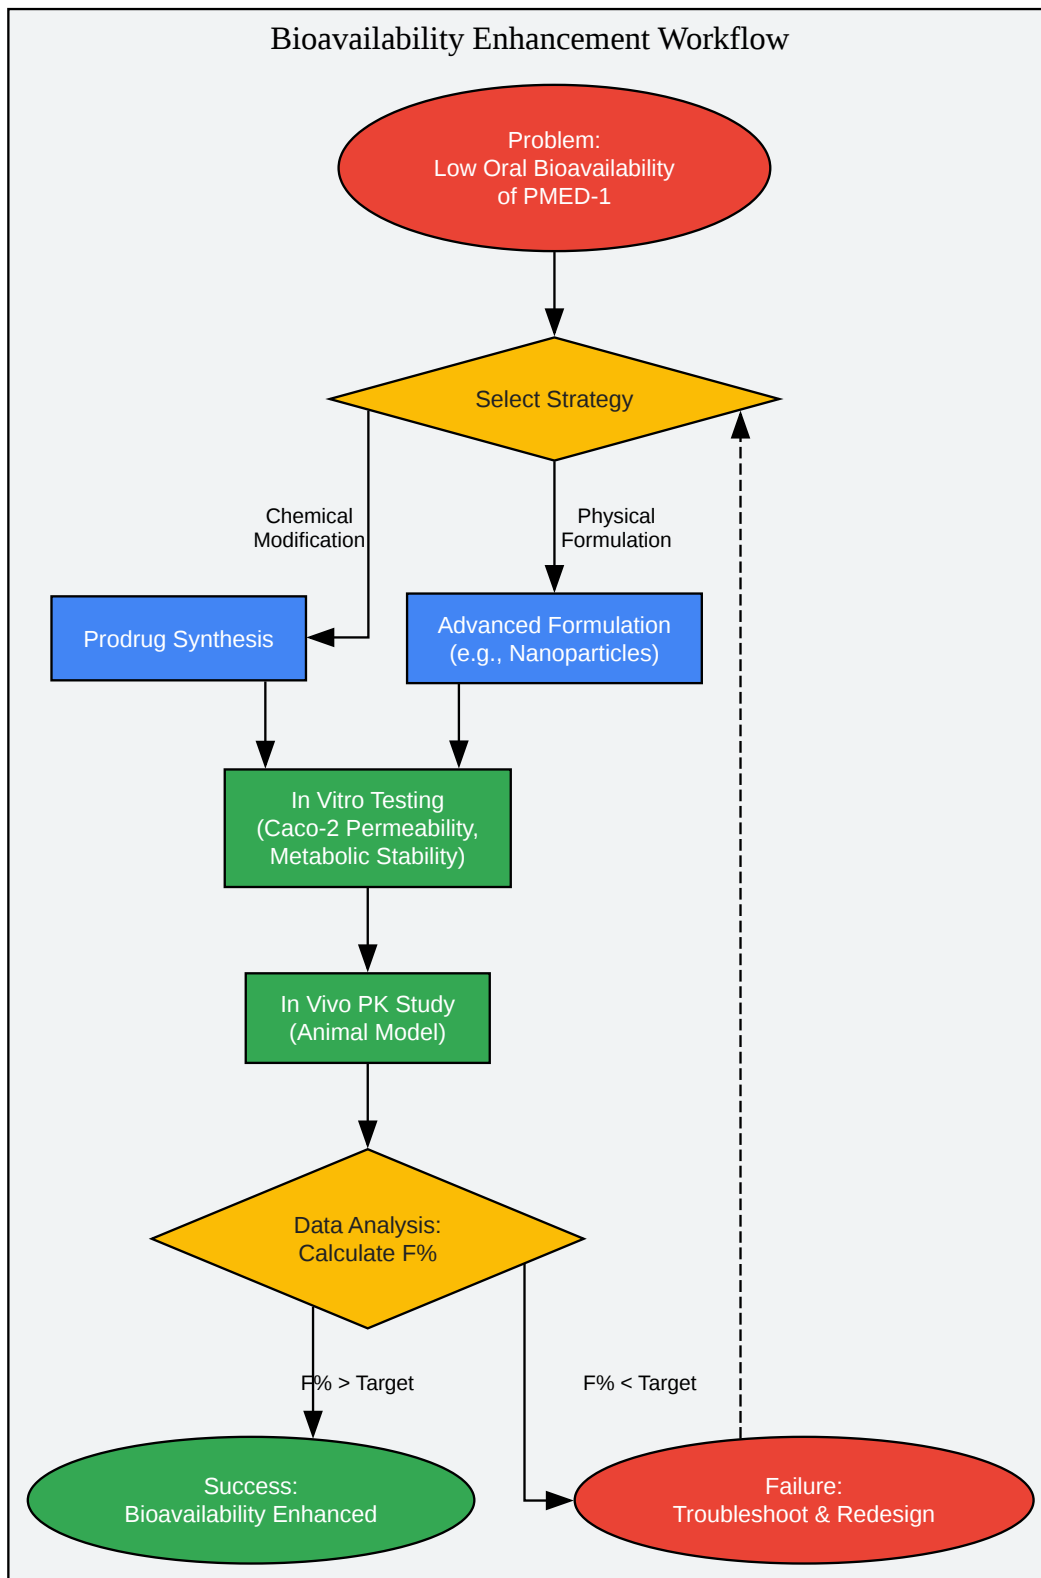 Bioavailability Enhancement Workflow
Problem:
Low Oral Bioavailability
of PMED-1
Select Strategy
Chemical
Modification
Physical
Formulation
Prodrug Synthesis
Advanced Formulation
(e.g., Nanoparticles)
In Vitro Testing
(Caco-2 Permeability,
Metabolic Stability)
In Vivo PK Study
(Animal Model)
Data Analysis:
Calculate F%
F% > Target
F% < Target
Success:
Bioavailability Enhanced
Failure:
Troubleshoot & Redesign